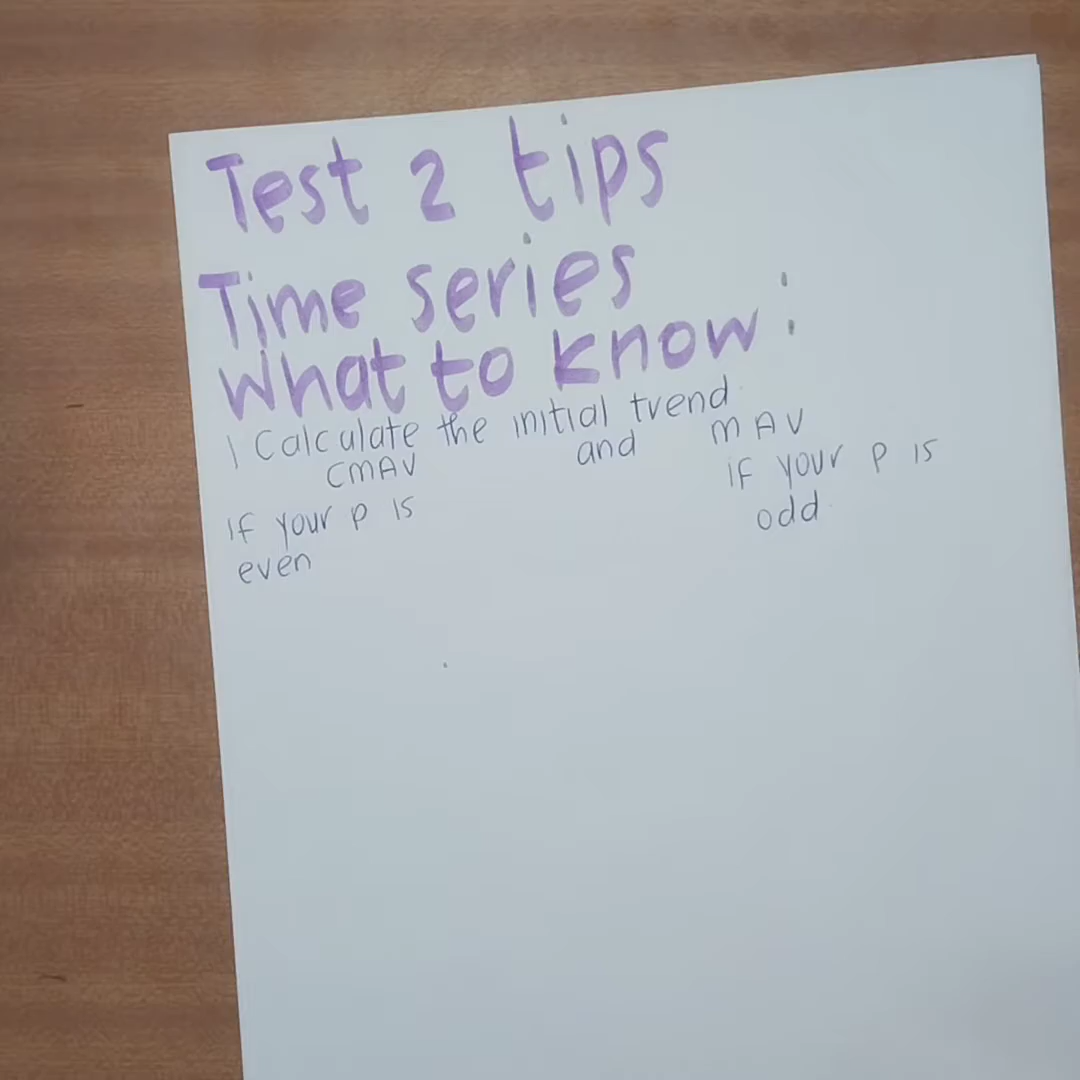 Test 2 tips
Time series
What to know:
1 Calculate the initial trend
CMAV and MAV
if your p is if your p is
even odd